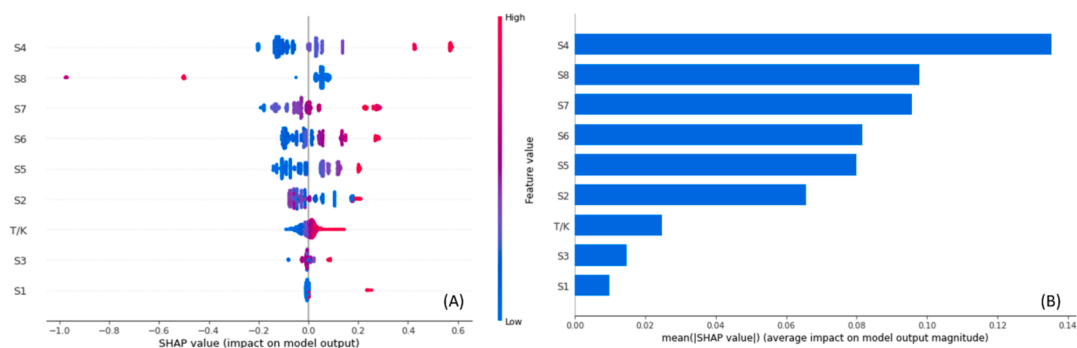 High
S4
S8
S7
S6
S5
S2
T/K
S3
S1
Low
Feature value
−1.0 −0.8 −0.6 −0.4 −0.2 0.0 0.2 0.4 0.6
SHAP value (impact on model output)
(A)
S4
S8
S7
S6
S5
S2
T/K
S3
S1
(B)
0.00 0.02 0.04 0.06 0.08 0.10 0.12 0.14
mean(|SHAP value|) (average impact on model output magnitude)